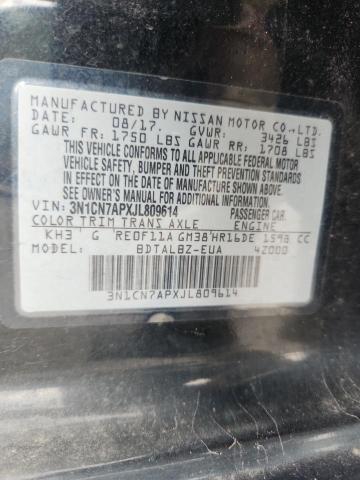 MANUFACTURED BY NISSAN MOTOR CO.,LTD.
DATE: 08/17. GVWR: 3426 LBS
GAWR FR: 1750 LBS GAWR RR: 1708 LBS
THIS VEHICLE CONFORMS TO ALL APPLICABLE FEDERAL MOTOR
VEHICLE SAFETY, BUMPER AND THEFT PREVENTION STANDARDS
IN EFFECT ON THE DATE OF MANUFACTURE SHOWN ABOVE.
SEE OWNER'S MANUAL FOR ADDITIONAL INFORMATION.
VIN: 3N1CN7APXJL809614 PASSENGER CAR.
COLOR TRIM TRANS AXLE ENGINE
KH3 G RE0F11A GM38 HR16DE 1598 CC
BDTALBZ-EUA 4Z000
3N1CN7APXJL809614